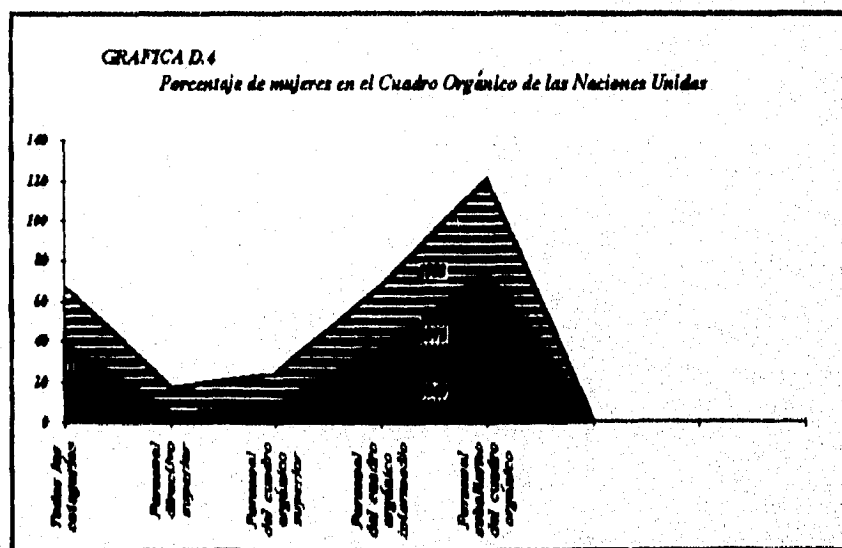 GRAFICA D.4
Porcentaje de mujeres en el Cuadro Orgánico de las Naciones Unidas
140
120
100
80
60
40
20
0
Todas las
categorías
Personal
directivo
superior
Personal
del cuadro
orgánico
superior
Personal
del cuadro
orgánico
intermedio
Personal
subalterno
del cuadro
orgánico